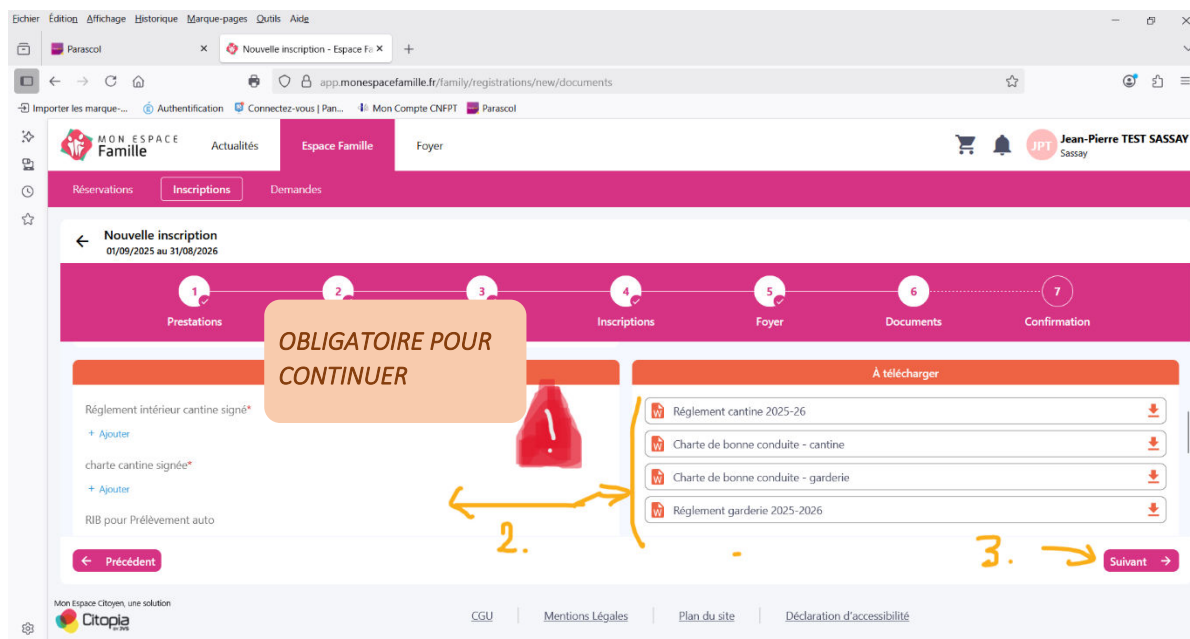 Fichier Édition Affichage Historique Marque-pages Outils Aide
Parascol
Nouvelle inscription - Espace Fa
app.monespacefamille.fr/family/registrations/new/documents
Importer les marque-... Authentification Connectez-vous | Pan... Mon Compte CNFPT Parascol
MON ESPACE
Famille
Actualités Espace Famille Foyer
JPT
Jean-Pierre TEST SASSAY
Sassay
Réservations Inscriptions Demandes
Nouvelle inscription
01/09/2025 au 31/08/2026
1 2 3 4 5 6 7
Prestations Inscriptions Foyer Documents Confirmation
OBLIGATOIRE POUR
CONTINUER
!
Réglement intérieur cantine signé*
+ Ajouter
charte cantine signée*
+ Ajouter
RIB pour Prélèvement auto
À télécharger
Réglement cantine 2025-26
Charte de bonne conduite - cantine
Charte de bonne conduite - garderie
Réglement garderie 2025-2026
2.
3.
Précédent
Suivant
Mon Espace Citoyen, une solution
Citopia
CGU Mentions Légales Plan du site Déclaration d'accessibilité